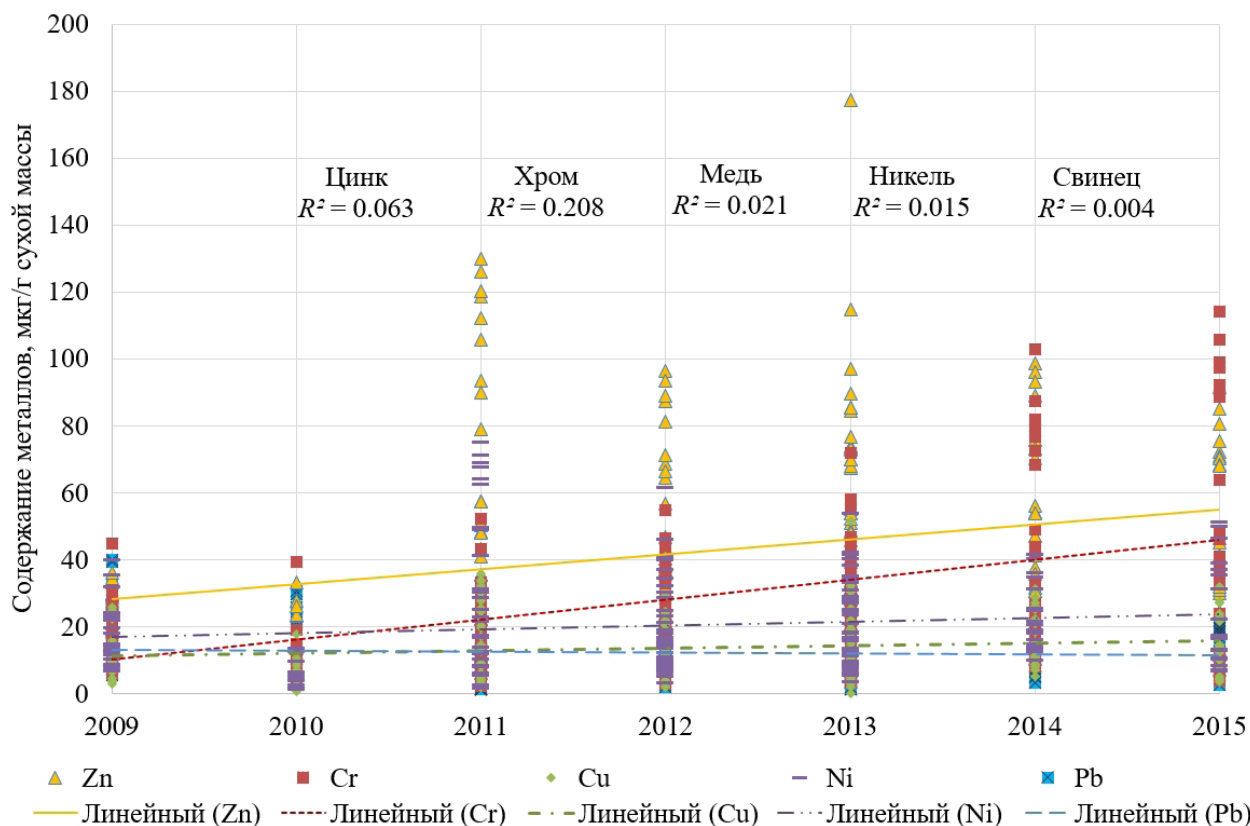 Содержание металлов, мкг/г сухой массы
200
180
160
140
120
100
80
60
40
20
0
Цинк
R² = 0.063
Хром
R² = 0.208
Медь
R² = 0.021
Никель
R² = 0.015
Свинец
R² = 0.004
2009 2010 2011 2012 2013 2014 2015
Zn Cr Cu Ni Pb
Линейный (Zn) Линейный (Cr) Линейный (Cu) Линейный (Ni) Линейный (Pb)